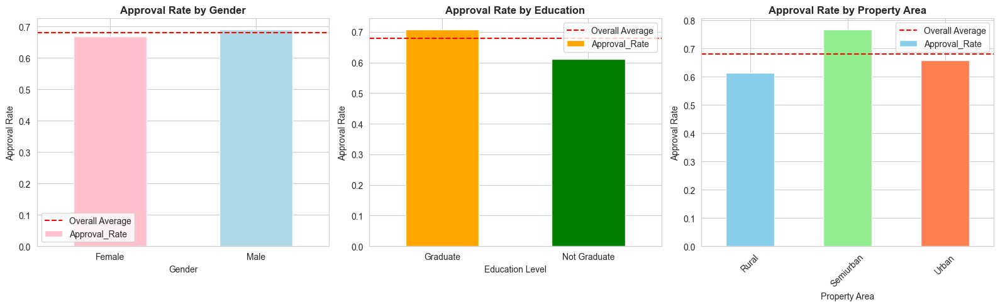 Approval Rate by Gender
Approval Rate
0.7
0.6
0.5
0.4
0.3
0.2
0.1
0.0
Overall Average
Approval_Rate
Female
Male
Gender
Approval Rate by Education
Approval Rate
0.7
0.6
0.5
0.4
0.3
0.2
0.1
0.0
Overall Average
Approval_Rate
Graduate
Not Graduate
Education Level
Approval Rate by Property Area
Approval Rate
0.8
0.7
0.6
0.5
0.4
0.3
0.2
0.1
0.0
Overall Average
Approval_Rate
Rural
Semiurban
Urban
Property Area